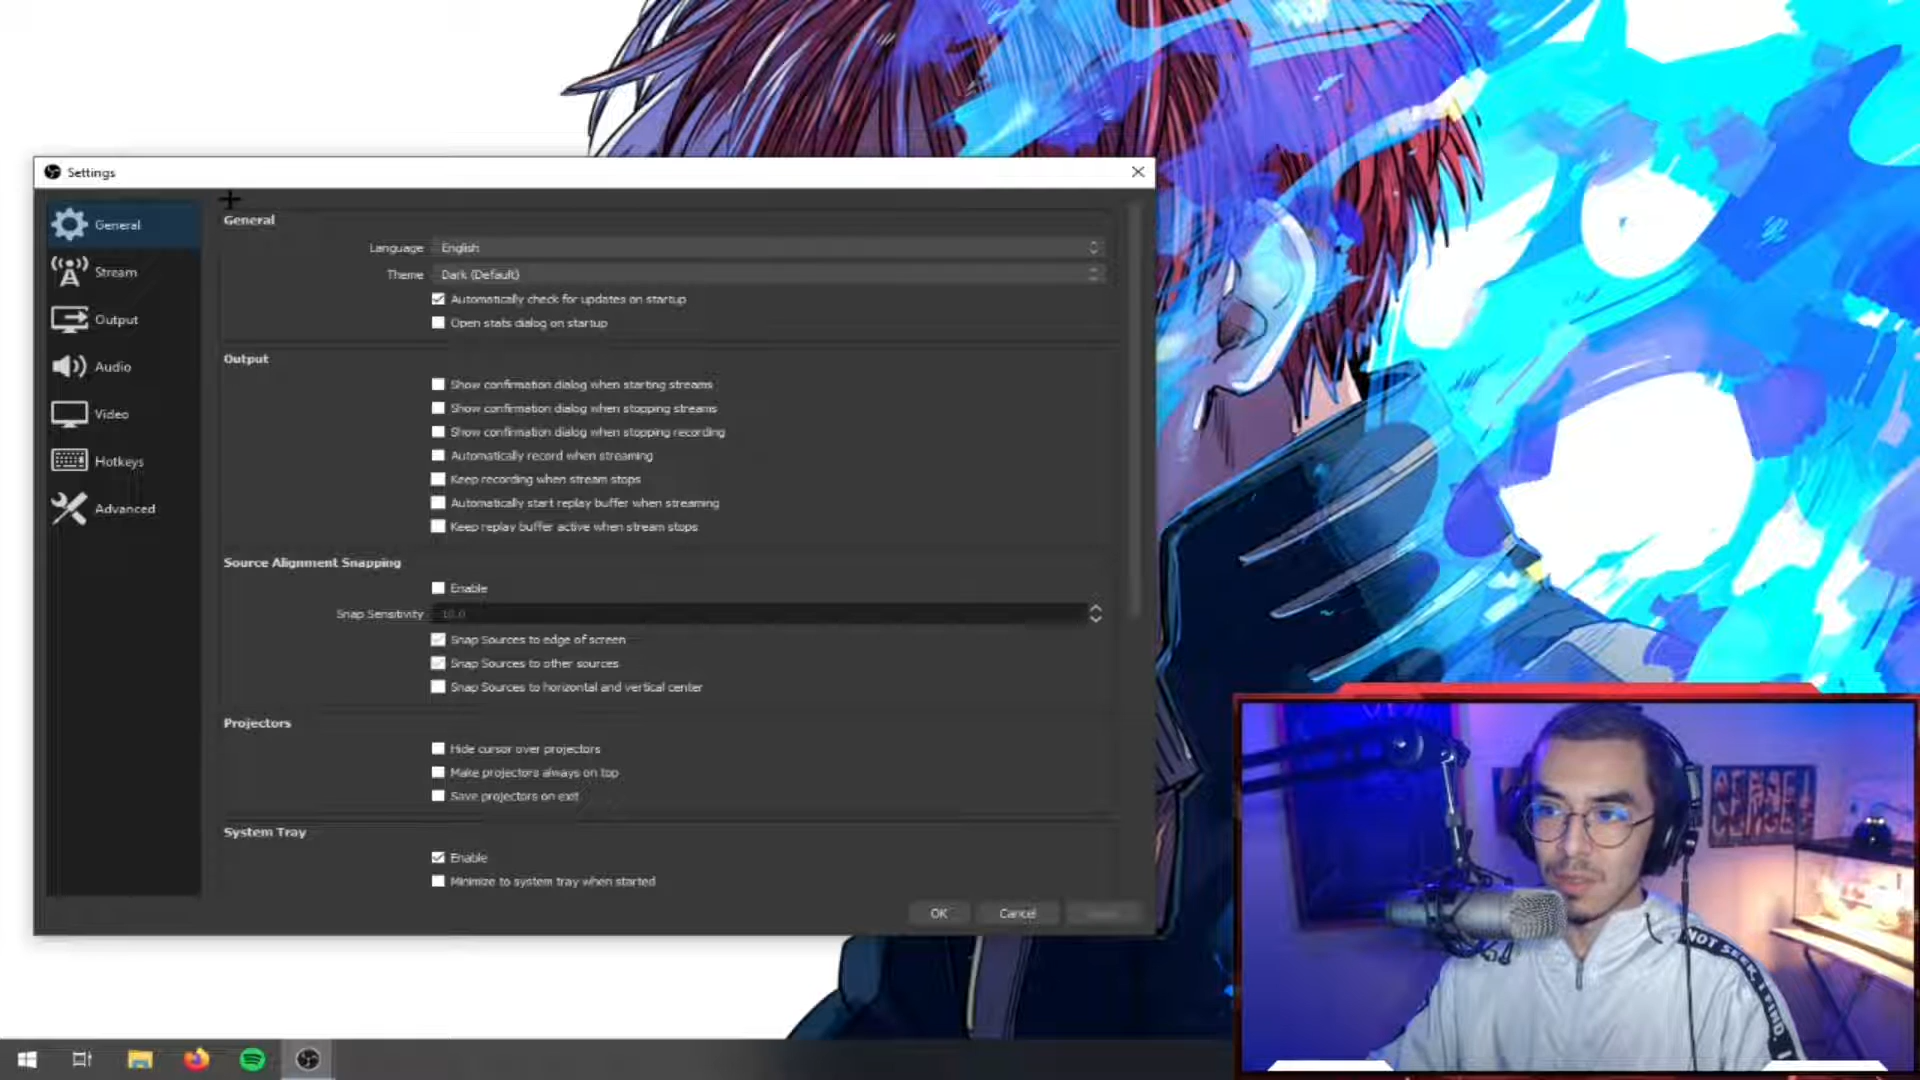 Settings
General
Stream
Output
Audio
Video
Hotkeys
Advanced
General
Language English
Theme Dark (Default)
Automatically check for updates on startup
Open stats dialog on startup
Output
Show confirmation dialog when starting streams
Show confirmation dialog when stopping streams
Show confirmation dialog when stopping recording
Automatically record when streaming
Keep recording when stream stops
Automatically start replay buffer when streaming
Keep replay buffer active when stream stops
Source Alignment Snapping
Enable
Snap Sensitivity 10.0
Snap Sources to edge of screen
Snap Sources to other sources
Snap Sources to horizontal and vertical center
Projectors
Hide cursor over projectors
Make projectors always on top
Save projectors on exit
System Tray
Enable
Minimize to system tray when started
OK Cancel
NOT SEEK, I FIND.